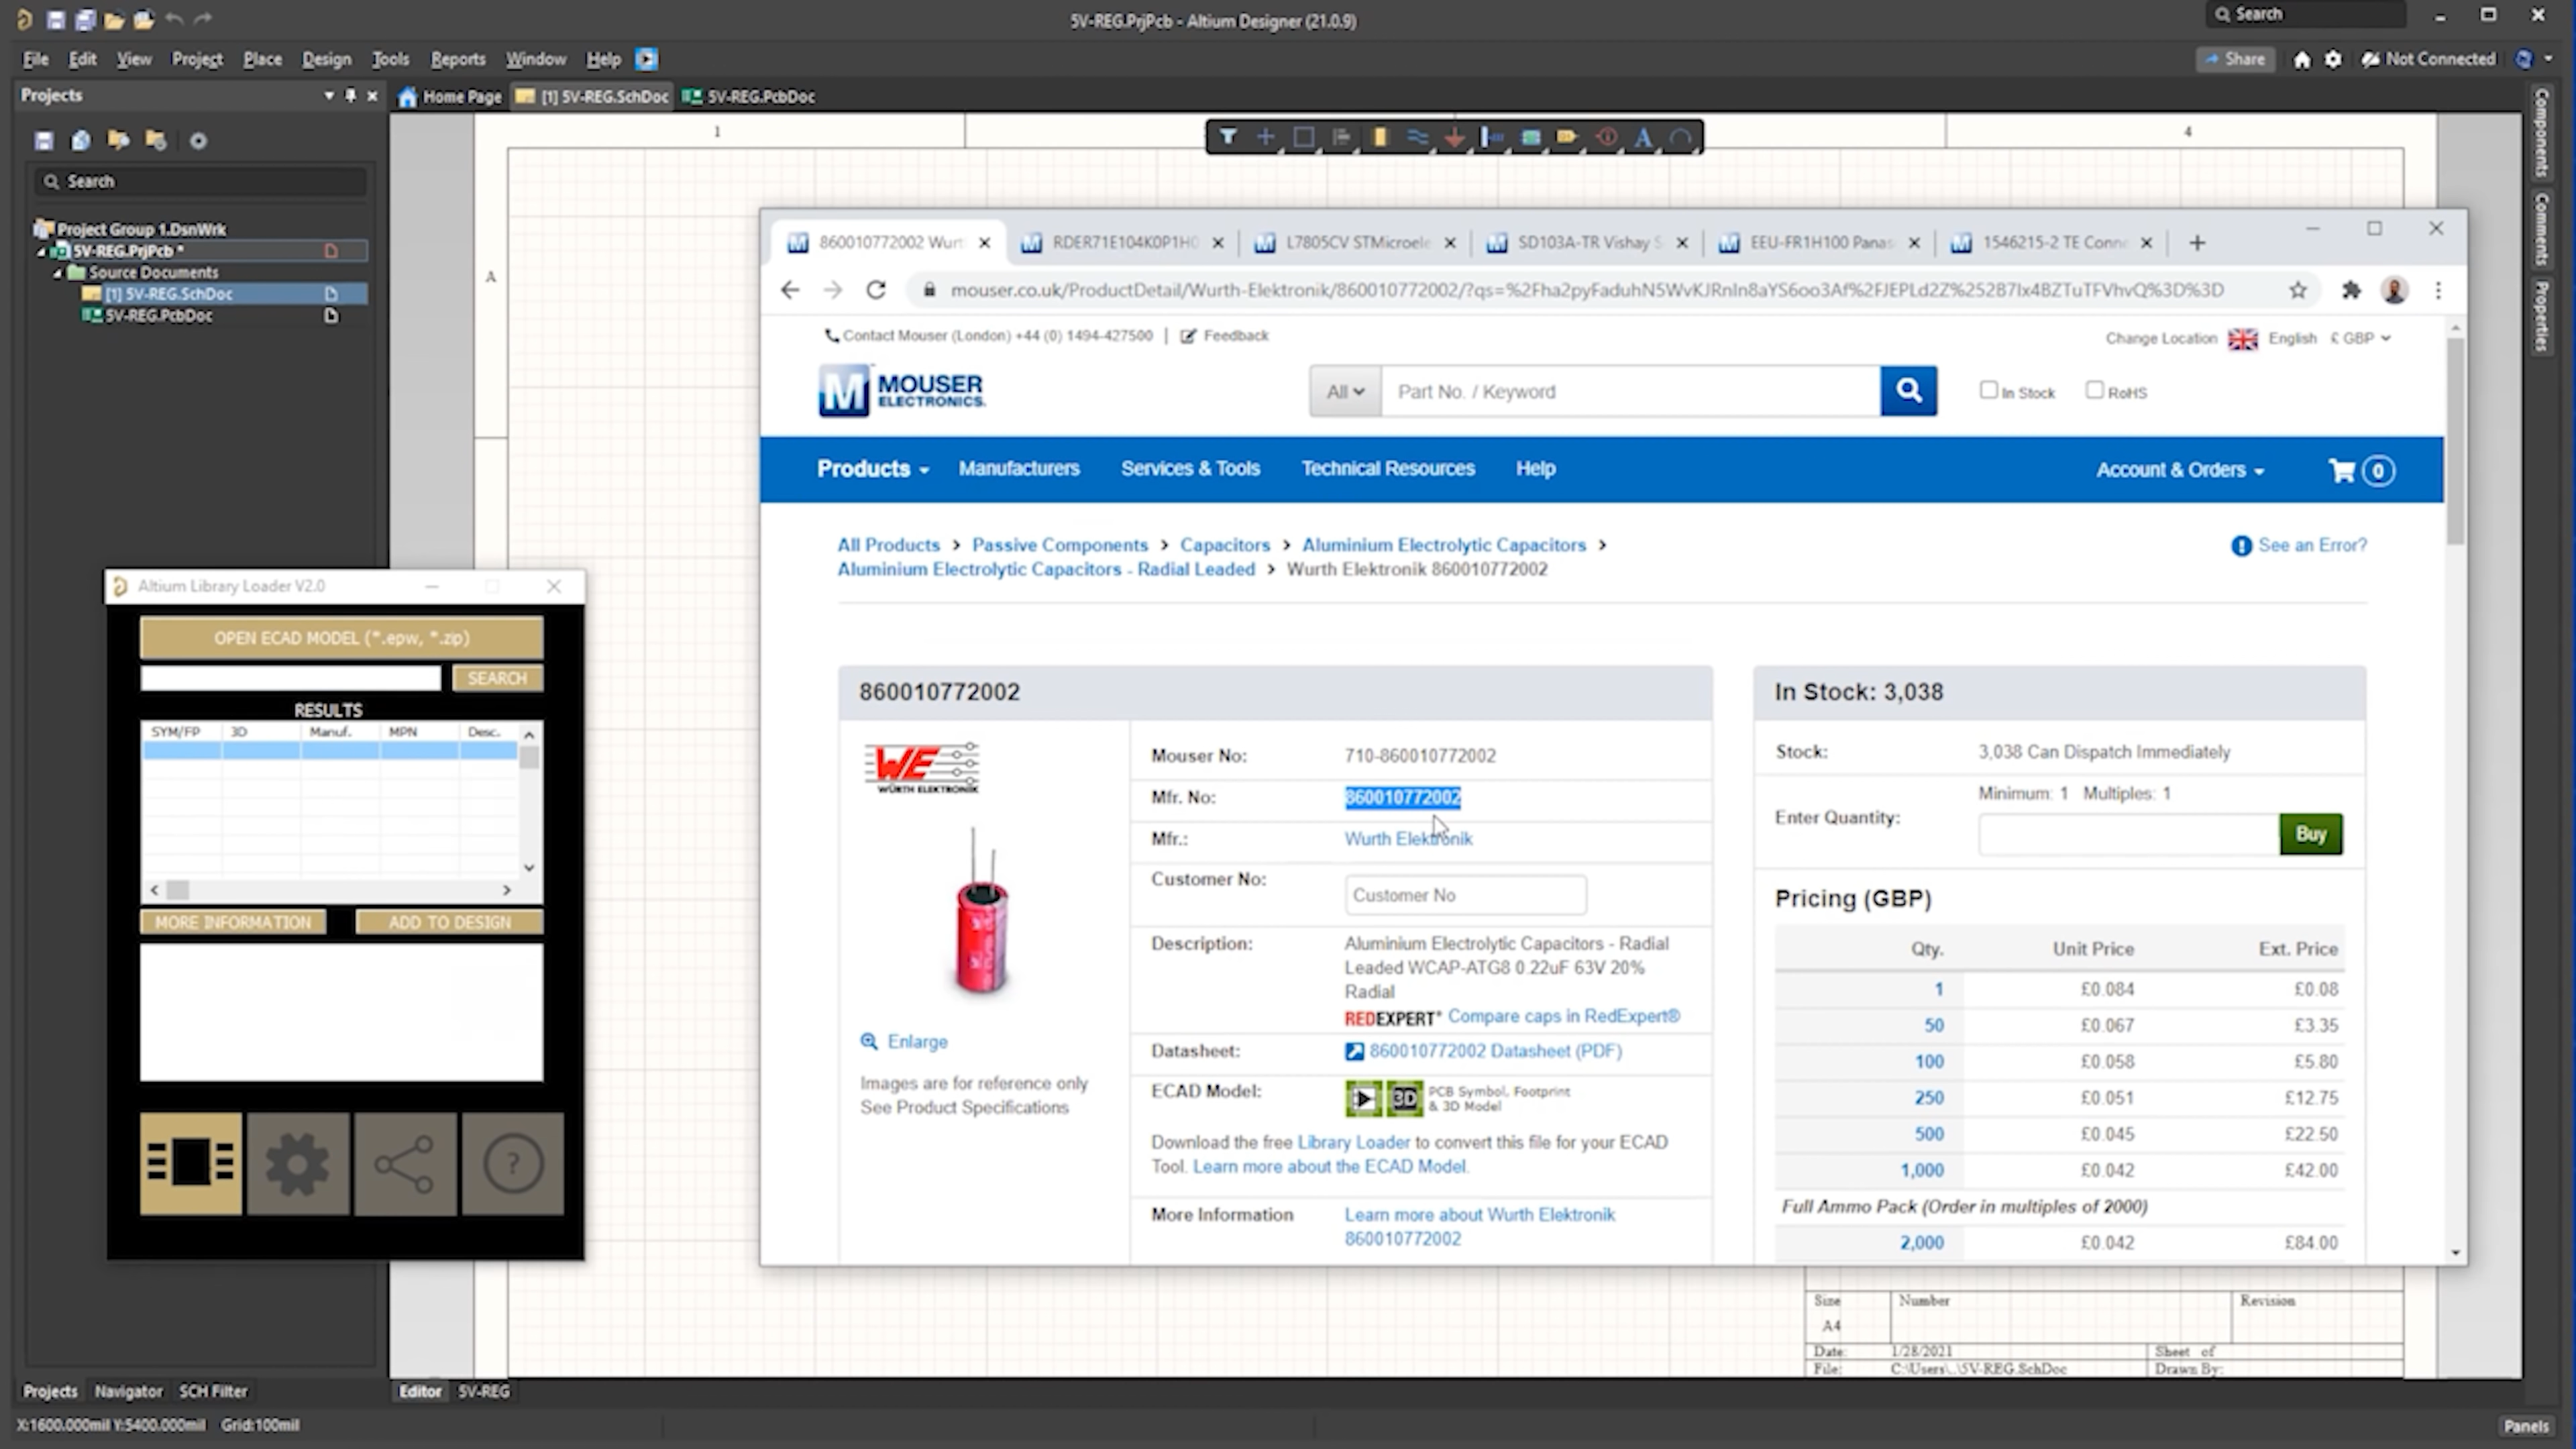 5V-REG.PrjPcb - Altium Designer (21.0.9)
Search
File Edit View Project Place Design Tools Reports Window Help
Share
Not Connected
Projects
Home Page
[1] 5V-REG.SchDoc
5V-REG.PcbDoc
Search
Project Group 1.DsnWrk
5V-REG.PrjPcb *
Source Documents
[1] 5V-REG.SchDoc
5V-REG.PcbDoc
Components
Comments
Properties
1
4
A
860010772002 Wurt
RDER71E104K0P1H0
L7805CV STMicroele
SD103A-TR Vishay S
EEU-FR1H100 Panas
1546215-2 TE Conn
mouser.co.uk/ProductDetail/Wurth-Elektronik/860010772002/?qs=%2Fha2pyFaduhN5WvKJRnln8aYS6oo3Af%2FJEPLd2Z%252B7Ix4BZTuTFVhvQ%3D%3D
Contact Mouser (London) +44 (0) 1494-427500 | Feedback
Change Location English £ GBP
M MOUSER ELECTRONICS.
All
Part No. / Keyword
In Stock
RoHS
Products Manufacturers Services & Tools Technical Resources Help
Account & Orders
0
All Products > Passive Components > Capacitors > Aluminium Electrolytic Capacitors >
Aluminium Electrolytic Capacitors - Radial Leaded > Wurth Elektronik 860010772002
See an Error?
860010772002
WE
WÜRTH ELEKTRONIK
Enlarge
Images are for reference only
See Product Specifications
Mouser No: 710-860010772002
Mfr. No: 860010772002
Mfr.: Wurth Elektronik
Customer No: Customer No
Description: Aluminium Electrolytic Capacitors - Radial
Leaded WCAP-ATG8 0.22uF 63V 20%
Radial
REDEXPERT® Compare caps in RedExpert®
Datasheet: 860010772002 Datasheet (PDF)
ECAD Model: 3D PCB Symbol, Footprint
& 3D Model
Download the free Library Loader to convert this file for your ECAD
Tool. Learn more about the ECAD Model.
More Information Learn more about Wurth Elektronik
860010772002
In Stock: 3,038
Stock: 3,038 Can Dispatch Immediately
Minimum: 1 Multiples: 1
Enter Quantity:
Buy
Pricing (GBP)
Qty. Unit Price Ext. Price
1 £0.084 £0.08
50 £0.067 £3.35
100 £0.058 £5.80
250 £0.051 £12.75
500 £0.045 £22.50
1,000 £0.042 £42.00
Full Ammo Pack (Order in multiples of 2000)
2,000 £0.042 £84.00
Altium Library Loader V2.0
OPEN ECAD MODEL (*.epw, *.zip)
SEARCH
RESULTS
SYM/FP 3D Manuf. MPN Desc.
MORE INFORMATION
ADD TO DESIGN
?
Size Number Revision
A4
Date: 1/28/2021 Sheet of
File: C:\Users\..\5V-REG.SchDoc Drawn By:
Projects Navigator SCH Filter
Editor 5V-REG
X:1600.000mil Y:5400.000mil Grid:100mil
Panels